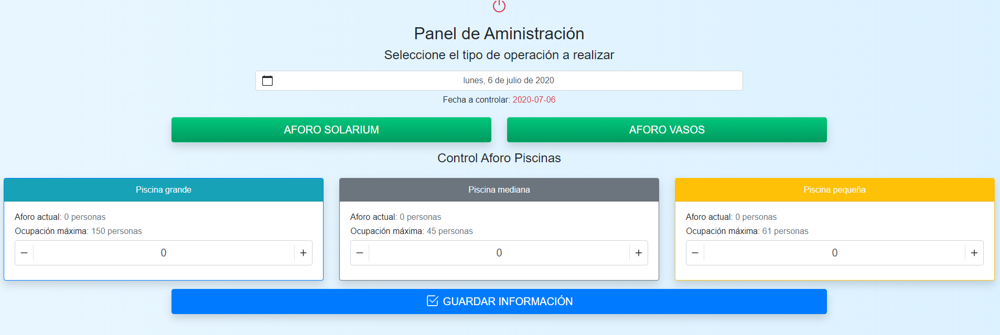 Panel de Aministración
Seleccione el tipo de operación a realizar
lunes, 6 de julio de 2020
Fecha a controlar: 2020-07-06
AFORO SOLARIUM
AFORO VASOS
Control Aforo Piscinas
Piscina grande
Aforo actual: 0 personas
Ocupación máxima: 150 personas
− 0 +
Piscina mediana
Aforo actual: 0 personas
Ocupación máxima: 45 personas
− 0 +
Piscina pequeña
Aforo actual: 0 personas
Ocupación máxima: 61 personas
− 0 +
GUARDAR INFORMACIÓN